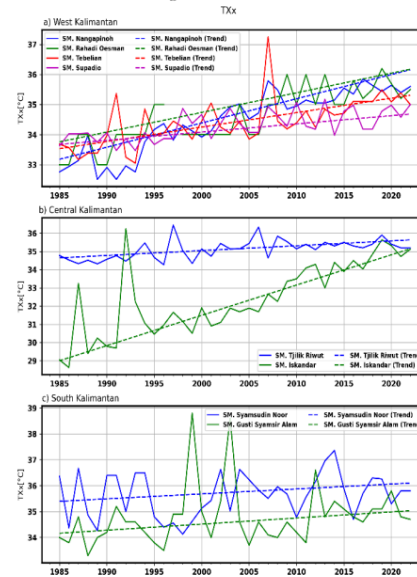 TXx
a) West Kalimantan
SM. Nangapinoh
SM. Nangapinoh (Trend)
SM. Rahadi Oesman
SM. Rahadi Oesman (Trend)
SM. Tebelian
SM. Tebelian (Trend)
SM. Supadio
SM. Supadio (Trend)
TXx[°C]
37
36
35
34
33
1985 1990 1995 2000 2005 2010 2015 2020
b) Central Kalimantan
TXx[°C]
36
35
34
33
32
31
30
29
SM. Tjilik Riwut
SM. Tjilik Riwut (Trend)
SM. Iskandar
SM. Iskandar (Trend)
1985 1990 1995 2000 2005 2010 2015 2020
c) South Kalimantan
SM. Syamsudin Noor
SM. Syamsudin Noor (Trend)
SM. Gusti Syamsir Alam
SM. Gusti Syamsir Alam (Trend)
TXx[°C]
39
38
37
36
35
34
1985 1990 1995 2000 2005 2010 2015 2020